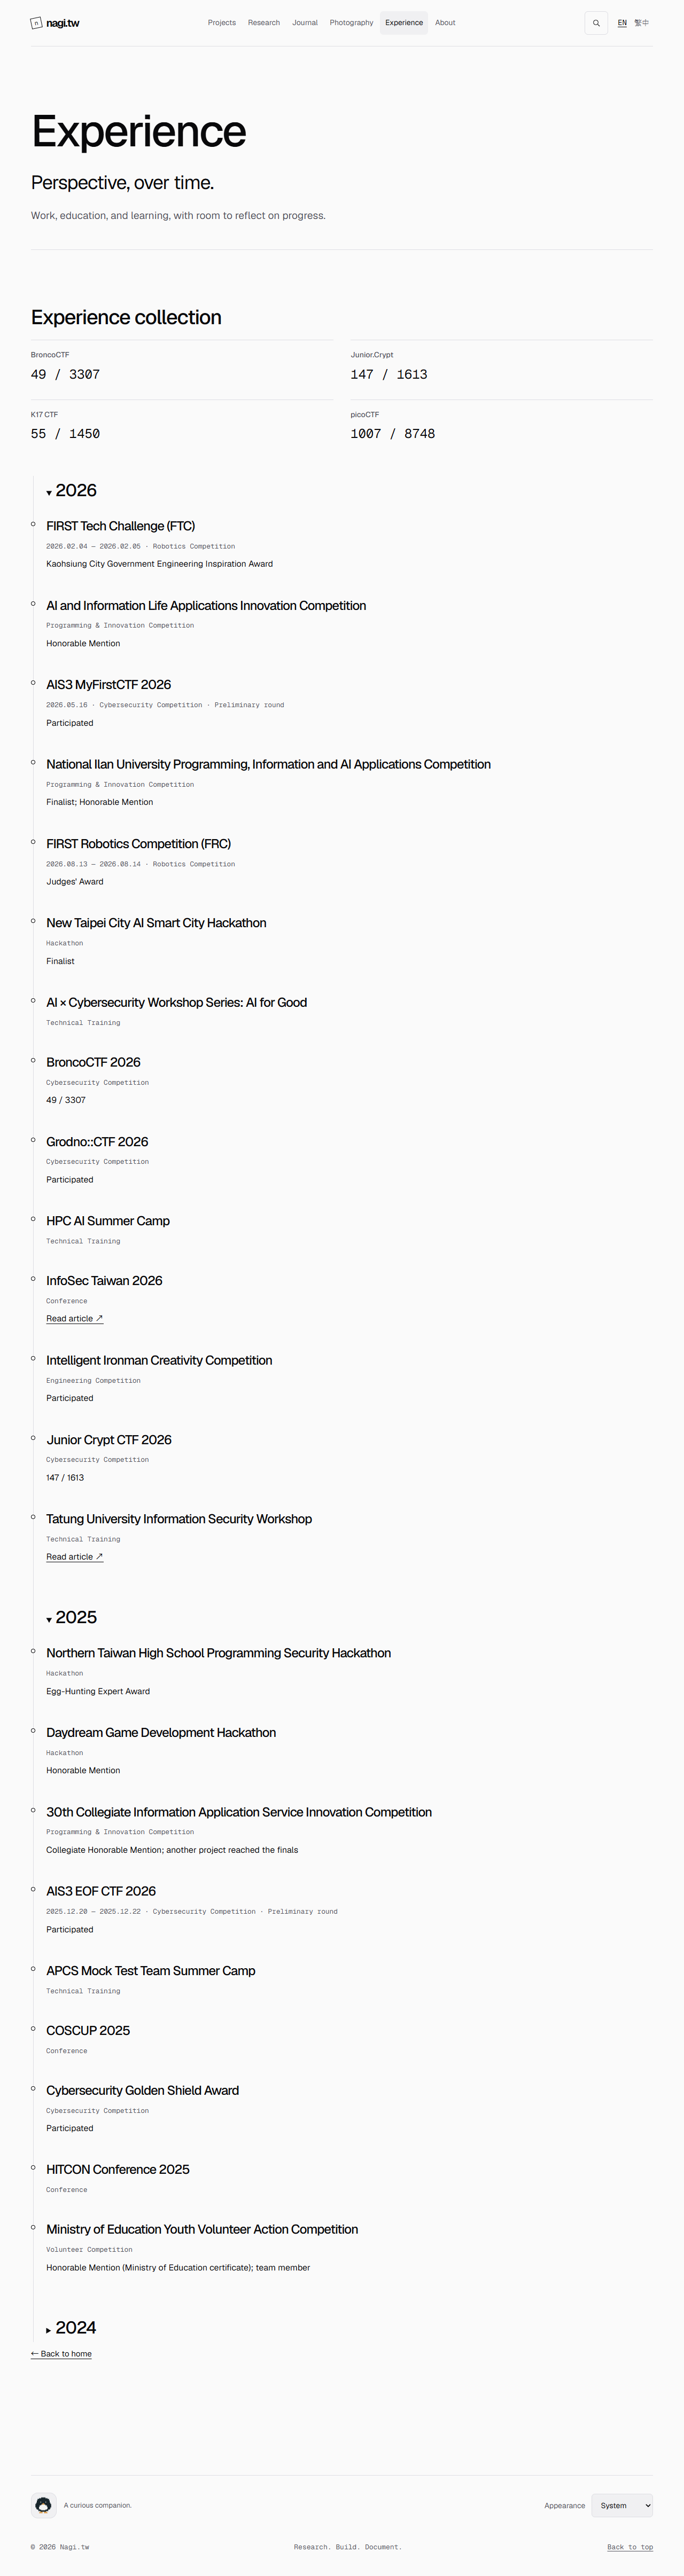 nagi.tw
Projects Research Journal Photography Experience About
EN 繁中
Experience
Perspective, over time.
Work, education, and learning, with room to reflect on progress.
Experience collection
BroncoCTF
49 / 3307
Junior.Crypt
147 / 1613
K17 CTF
55 / 1450
picoCTF
1007 / 8748
▾ 2026
FIRST Tech Challenge (FTC)
2026.02.04 — 2026.02.05 · Robotics Competition
Kaohsiung City Government Engineering Inspiration Award
AI and Information Life Applications Innovation Competition
Programming & Innovation Competition
Honorable Mention
AIS3 MyFirstCTF 2026
2026.05.16 · Cybersecurity Competition · Preliminary round
Participated
National Ilan University Programming, Information and AI Applications Competition
Programming & Innovation Competition
Finalist; Honorable Mention
FIRST Robotics Competition (FRC)
2026.08.13 — 2026.08.14 · Robotics Competition
Judges' Award
New Taipei City AI Smart City Hackathon
Hackathon
Finalist
AI × Cybersecurity Workshop Series: AI for Good
Technical Training
BroncoCTF 2026
Cybersecurity Competition
49 / 3307
Grodno::CTF 2026
Cybersecurity Competition
Participated
HPC AI Summer Camp
Technical Training
InfoSec Taiwan 2026
Conference
Read article ↗
Intelligent Ironman Creativity Competition
Engineering Competition
Participated
Junior Crypt CTF 2026
Cybersecurity Competition
147 / 1613
Tatung University Information Security Workshop
Technical Training
Read article ↗
▾ 2025
Northern Taiwan High School Programming Security Hackathon
Hackathon
Egg-Hunting Expert Award
Daydream Game Development Hackathon
Hackathon
Honorable Mention
30th Collegiate Information Application Service Innovation Competition
Programming & Innovation Competition
Collegiate Honorable Mention; another project reached the finals
AIS3 EOF CTF 2026
2025.12.20 — 2025.12.22 · Cybersecurity Competition · Preliminary round
Participated
APCS Mock Test Team Summer Camp
Technical Training
COSCUP 2025
Conference
Cybersecurity Golden Shield Award
Cybersecurity Competition
Participated
HITCON Conference 2025
Conference
Ministry of Education Youth Volunteer Action Competition
Volunteer Competition
Honorable Mention (Ministry of Education certificate); team member
▸ 2024
← Back to home
A curious companion.
Appearance System
© 2026 Nagi.tw
Research. Build. Document.
Back to top